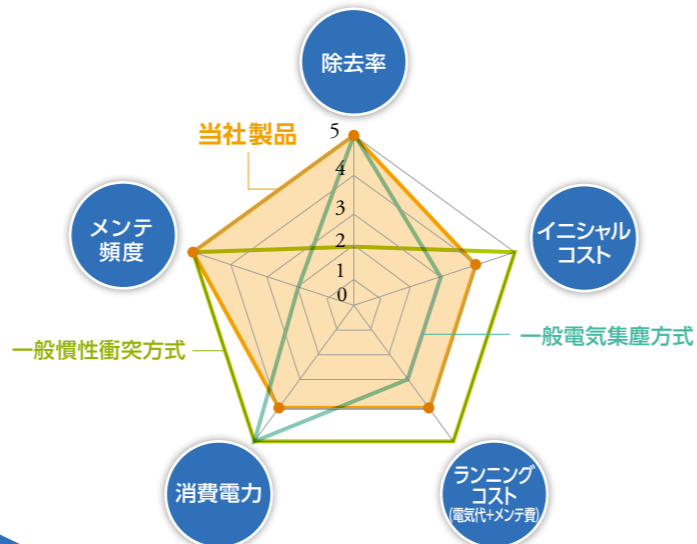 除去率
当社製品
5
4
3
2
1
0
メンテ
頻度
イニシャル
コスト
一般慣性衝突方式
一般電気集塵方式
消費電力
ランニング
コスト
(電気代+メンテ費)